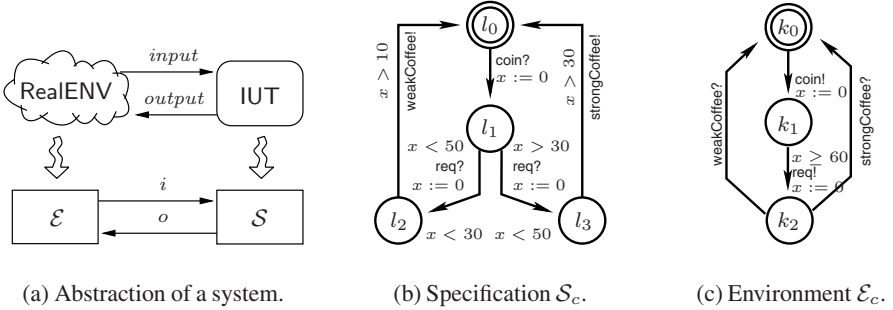 input
RealENV
IUT
output
i
ℰ
𝒮
o
(a) Abstraction of a system.
l₀
x > 10
weakCoffee!
coin?
x := 0
x > 30
strongCoffee!
l₁
x < 50
req?
x := 0
x > 30
req?
x := 0
l₂
l₃
x < 30
x < 50
(b) Specification 𝒮c.
k₀
weakCoffee?
coin!
x := 0
strongCoffee?
k₁
x ≥ 60
req!
x := 0
k₂
(c) Environment ℰc.